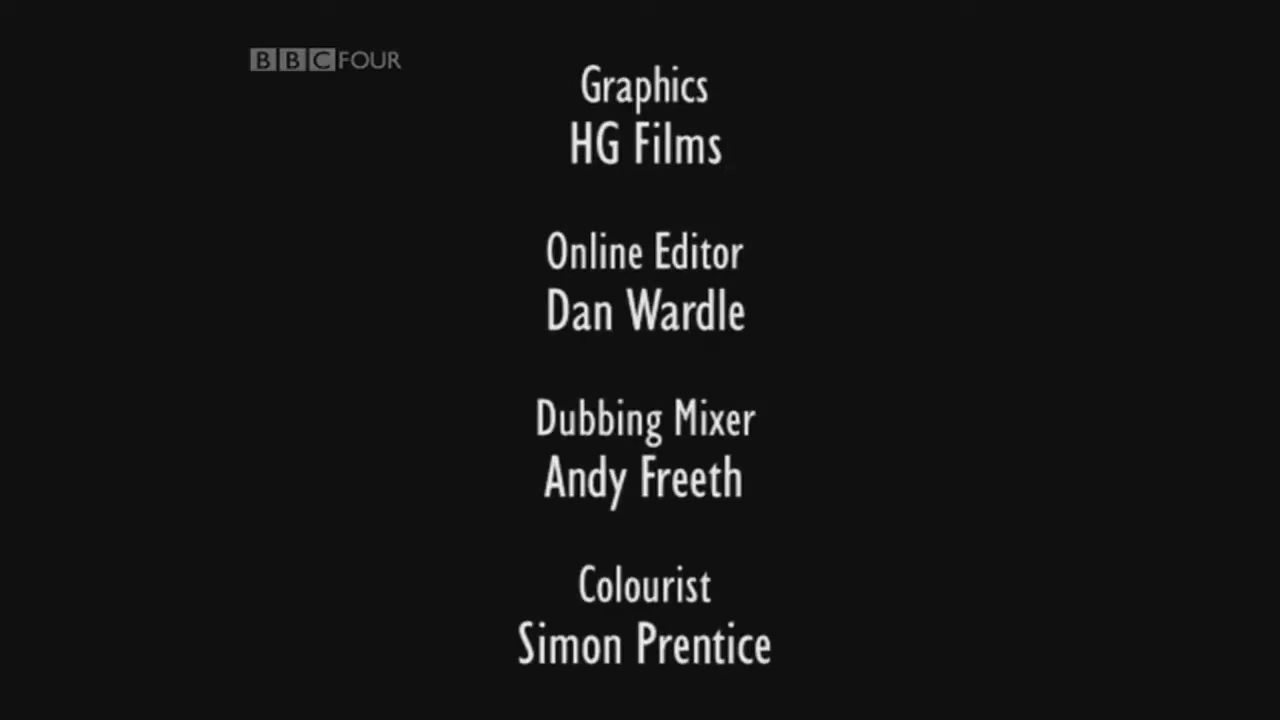 BBC FOUR
Graphics
HG Films
Online Editor
Dan Wardle
Dubbing Mixer
Andy Freeth
Colourist
Simon Prentice